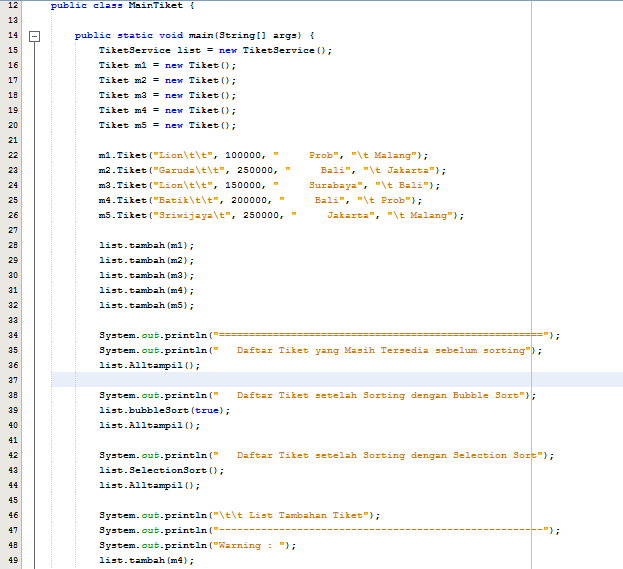 12 public class MainTiket {
13
14 public static void main(String[] args) {
15 TiketService list = new TiketService();
16 Tiket m1 = new Tiket();
17 Tiket m2 = new Tiket();
18 Tiket m3 = new Tiket();
19 Tiket m4 = new Tiket();
20 Tiket m5 = new Tiket();
21
22 m1.Tiket("Lion\t\t", 100000, "     Prob", "\t Malang");
23 m2.Tiket("Garuda\t\t", 250000, "     Bali", "\t Jakarta");
24 m3.Tiket("Lion\t\t", 150000, "     Surabaya", "\t Bali");
25 m4.Tiket("Batik\t\t", 200000, "     Bali", "\t Prob");
26 m5.Tiket("Sriwijaya\t", 250000, "     Jakarta", "\t Malang");
27
28 list.tambah(m1);
29 list.tambah(m2);
30 list.tambah(m3);
31 list.tambah(m4);
32 list.tambah(m5);
33
34 System.out.println("======================================================");
35 System.out.println("   Daftar Tiket yang Masih Tersedia sebelum sorting");
36 list.Alltampil();
37
38 System.out.println("   Daftar Tiket setelah Sorting dengan Bubble Sort");
39 list.bubbleSort(true);
40 list.Alltampil();
41
42 System.out.println("   Daftar Tiket setelah Sorting dengan Selection Sort");
43 list.SelectionSort();
44 list.Alltampil();
45
46 System.out.println("\t\t List Tambahan Tiket");
47 System.out.println("------------------------------------------------------");
48 System.out.println("Warning : ");
49 list.tambah(m4);